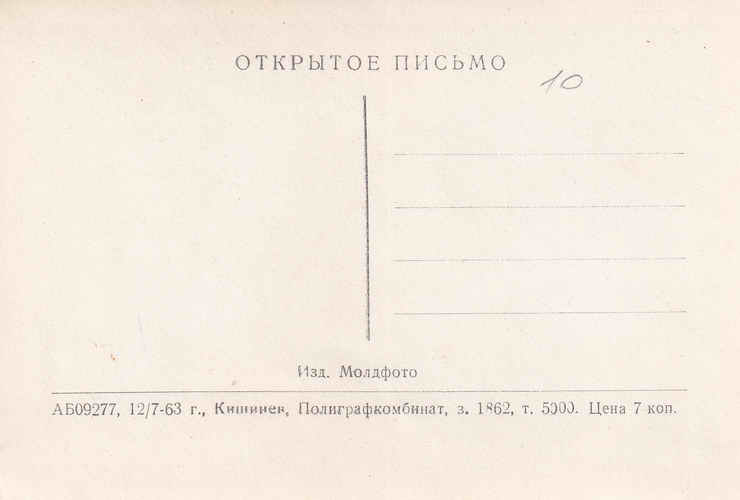 ОТКРЫТОЕ ПИСЬМО
10
Изд. Молдфото
АБ09277, 12/7-63 г., Кишинев, Полиграфкомбинат, з. 1862, т. 5000. Цена 7 коп.